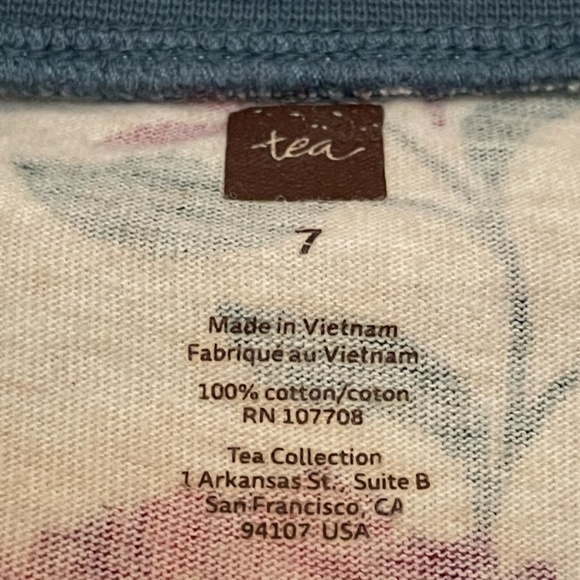 tea
7
Made in Vietnam
Fabriqué au Vietnam
100% cotton/coton
RN 107708
Tea Collection
1 Arkansas St., Suite B
San Francisco, CA
94107 USA